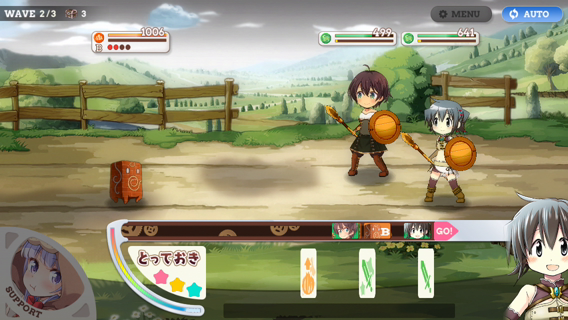 WAVE 2/3 3
MENU
AUTO
1006
B
499
641
B
GO!
とっておき
SUPPORT